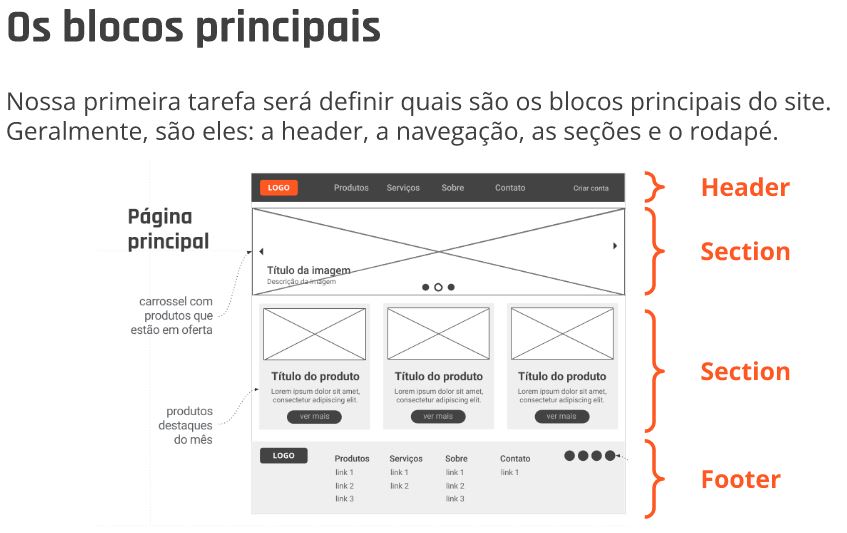 Os blocos principais
Nossa primeira tarefa será definir quais são os blocos principais do site.
Geralmente, são eles: a header, a navegação, as seções e o rodapé.
LOGO Produtos Serviços Sobre Contato Criar conta
Header
Página
principal
Section
Título da imagem
Descrição da imagem
carrossel com
produtos que
estão em oferta
Título do produto
Lorem ipsum dolor sit amet,
consectetur adipiscing elit.
ver mais
Título do produto
Lorem ipsum dolor sit amet,
consectetur adipiscing elit.
ver mais
Título do produto
Lorem ipsum dolor sit amet,
consectetur adipiscing elit.
ver mais
Section
produtos
destaques
do mês
LOGO
Produtos
link 1
link 2
link 3
Serviços
link 1
link 2
Sobre
link 1
link 2
link 3
Contato
link 1
Footer